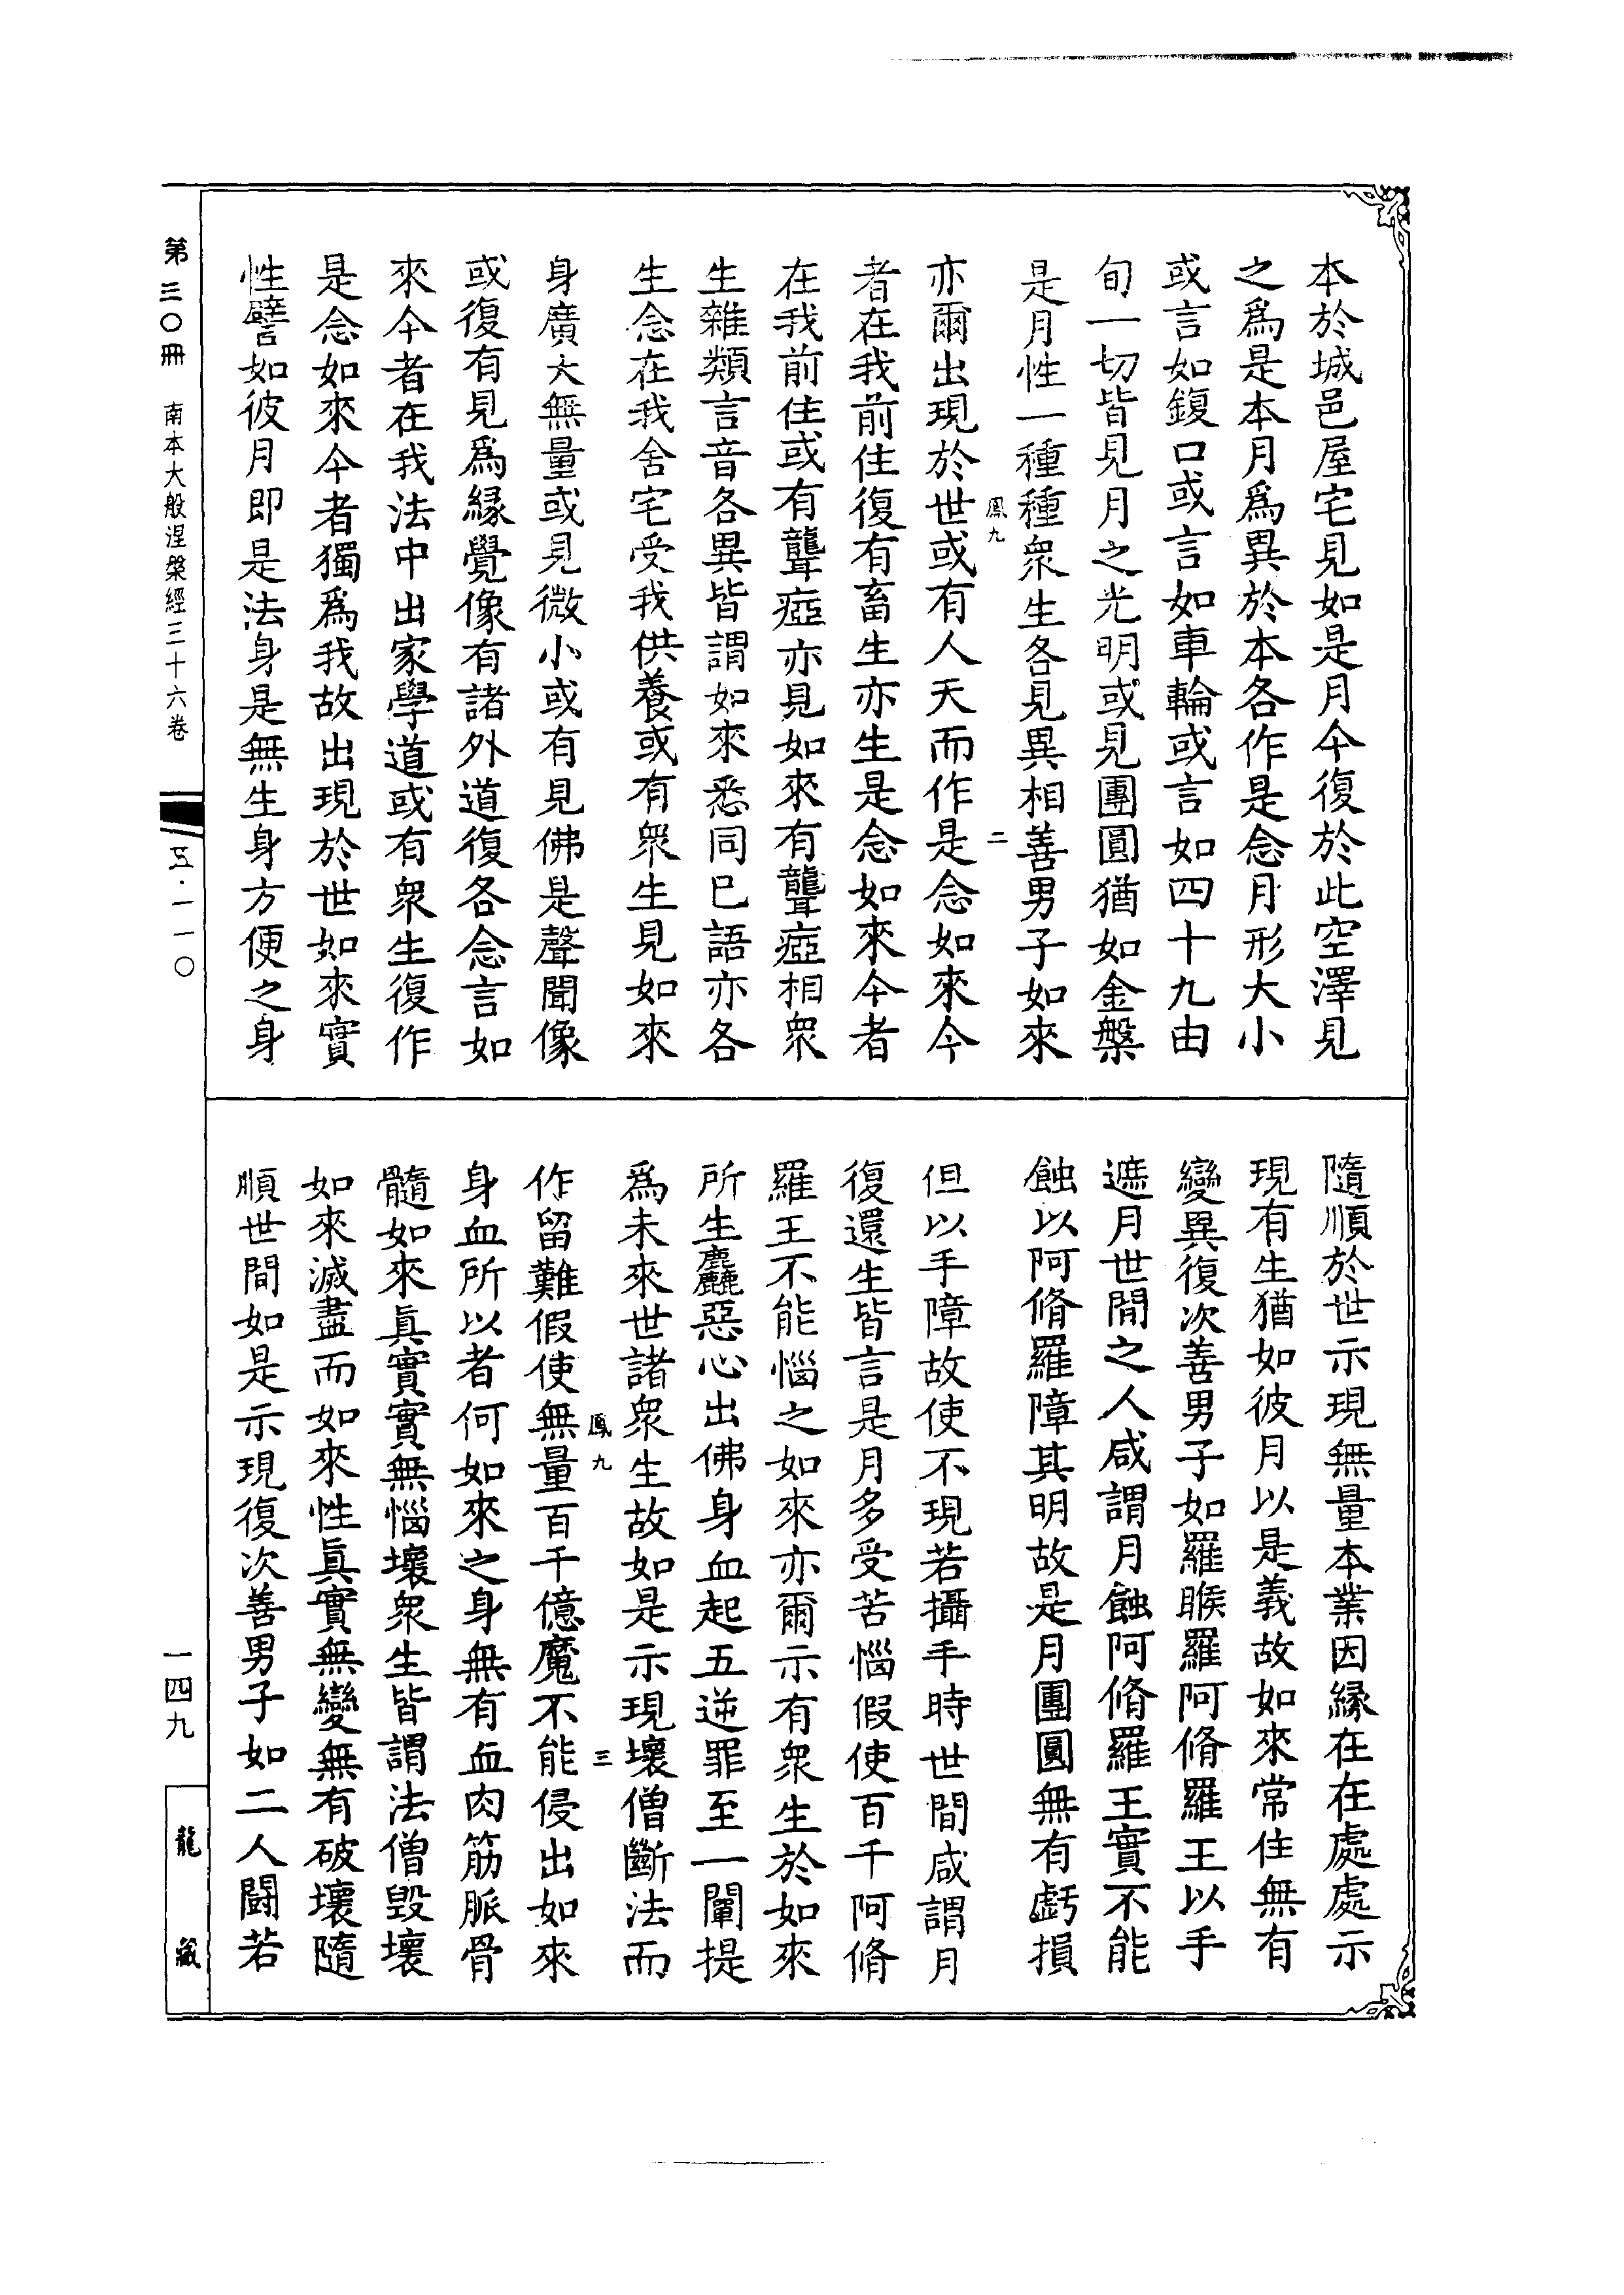 本於城邑屋宅見如是月今復於此空澤見
之爲是本月爲異於本各作是念月形大小
或言如鍑口或言如車輪或言如四十九由
旬一切皆見月之光明或見團圓猶如金槃
是月性一種種衆生各見異相善男子如來
鳳九 二
亦爾出現於世或有人天而作是念如來今
者在我前住復有畜生亦生是念如來今者
在我前住或有聾瘂亦見如來有聾瘂相衆
生雜類言音各異皆謂如來悉同已語亦各
生念在我舍宅受我供養或有衆生見如來
身廣大無量或見微小或有見佛是聲聞像
或復有見爲緣覺像有諸外道復各念言如
來今者在我法中出家學道或有衆生復作
是念如來今者獨爲我故出現於世如來實
性譬如彼月即是法身是無生身方便之身
隨順於世示現無量本業因緣在在處處示
現有生猶如彼月以是義故如來常住無有
變異復次善男子如羅睺羅阿脩羅王以手
遮月世間之人咸謂月蝕阿脩羅王實不能
蝕以阿脩羅障其明故是月團圓無有虧損
但以手障故使不現若攝手時世間咸謂月
復還生皆言是月多受苦惱假使百千阿脩
羅王不能惱之如來亦爾示有衆生於如來
所生麤惡心出佛身血起五逆罪至一闡提
爲未來世諸衆生故如是示現壞僧斷法而
鳳九 三
作留難假使無量百千億魔不能侵出如來
身血所以者何如來之身無有血肉筋脈骨
髓如來眞實實無惱壞衆生皆謂法僧毀壞
如來滅盡而如來性眞實無變無有破壞隨
順世間如是示現復次善男子如二人鬭若
第三〇冊 南本大般涅槃經三十六卷
五·一一〇
一四九
龍藏